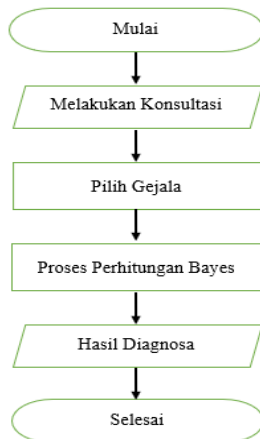 Mulai
Melakukan Konsultasi
Pilih Gejala
Proses Perhitungan Bayes
Hasil Diagnosa
Selesai